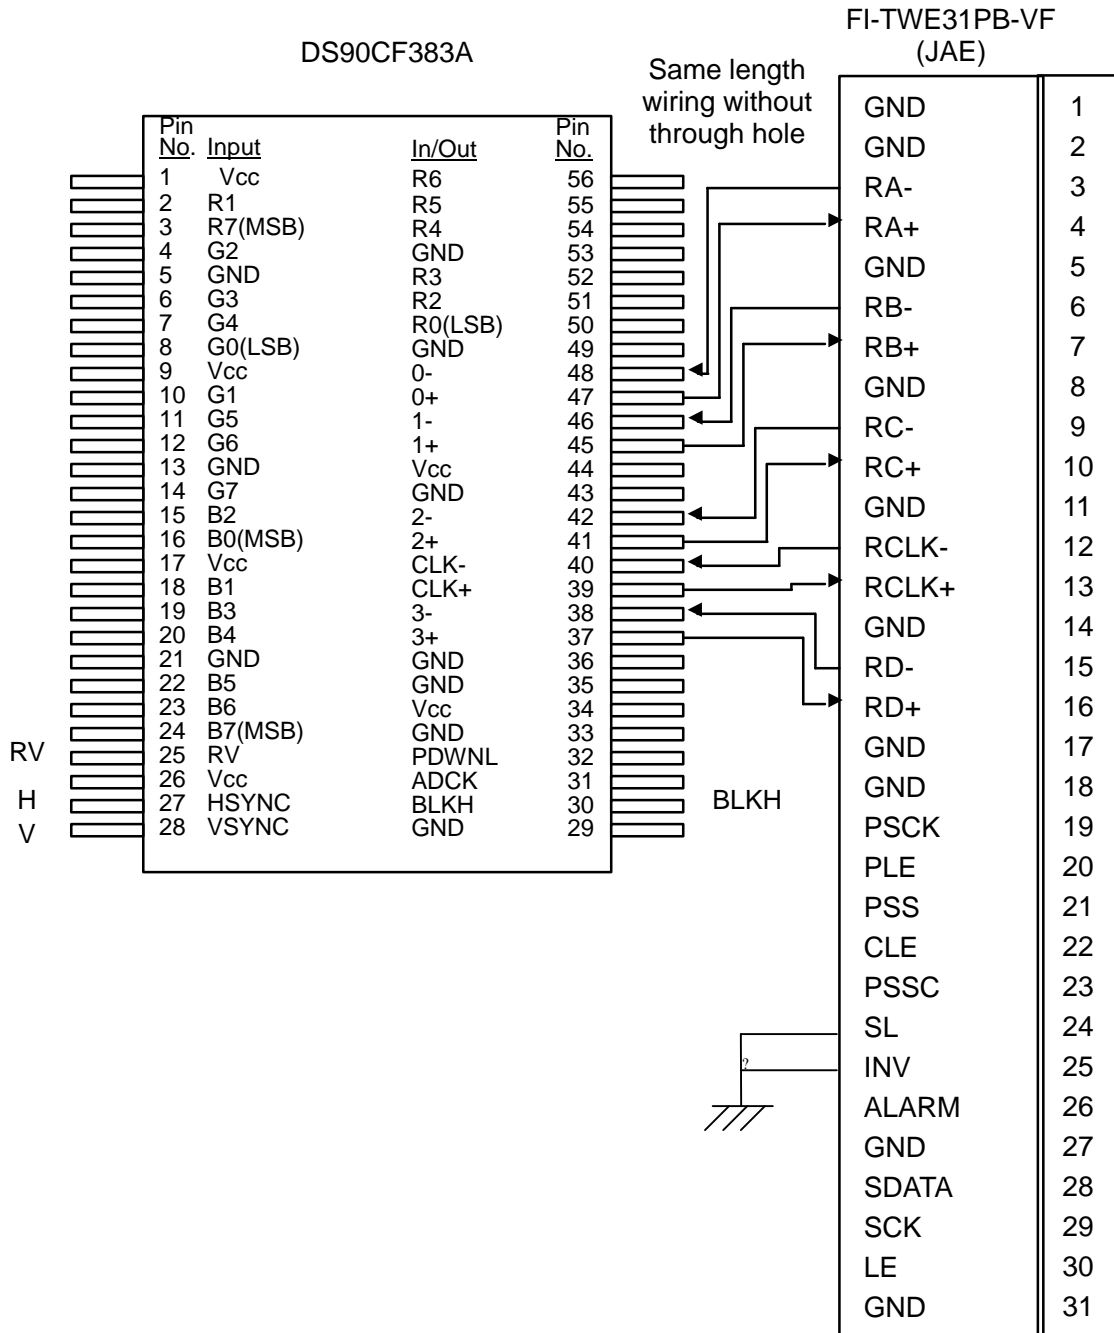 FI-TWE31PB-VF
(JAE)
DS90CF383A
Same length
wiring without
through hole
Pin
No. Input In/Out Pin
No.
1 Vcc R6 56
2 R1 R5 55
3 R7(MSB) R4 54
4 G2 GND 53
5 GND R3 52
6 G3 R2 51
7 G4 R0(LSB) 50
8 G0(LSB) GND 49
9 Vcc 0- 48
10 G1 0+ 47
11 G5 1- 46
12 G6 1+ 45
13 GND Vcc 44
14 G7 GND 43
15 B2 2- 42
16 B0(MSB) 2+ 41
17 Vcc CLK- 40
18 B1 CLK+ 39
19 B3 3- 38
20 B4 3+ 37
21 GND GND 36
22 B5 GND 35
23 B6 Vcc 34
24 B7(MSB) GND 33
RV 25 RV PDWNL 32
26 Vcc ADCK 31
H 27 HSYNC BLKH 30 BLKH
V 28 VSYNC GND 29
GND 1
GND 2
RA- 3
RA+ 4
GND 5
RB- 6
RB+ 7
GND 8
RC- 9
RC+ 10
GND 11
RCLK- 12
RCLK+ 13
GND 14
RD- 15
RD+ 16
GND 17
GND 18
PSCK 19
PLE 20
PSS 21
CLE 22
PSSC 23
SL 24
? INV 25
ALARM 26
GND 27
SDATA 28
SCK 29
LE 30
GND 31